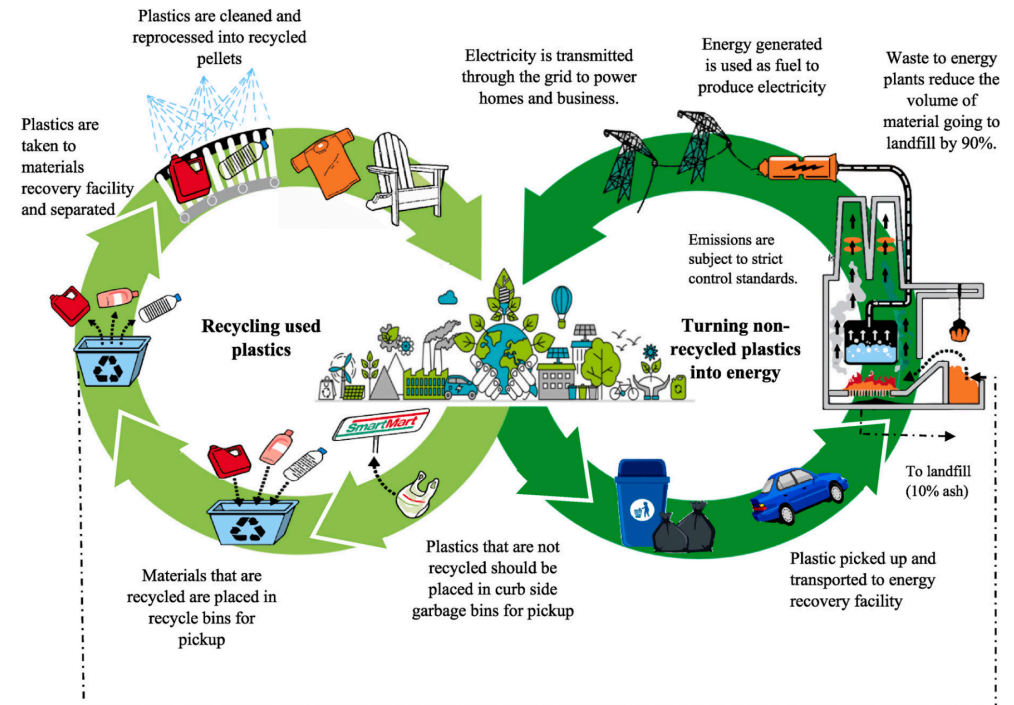 Plastics are cleaned and
reprocessed into recycled
pellets
Electricity is transmitted
through the grid to power
homes and business.
Energy generated
is used as fuel to
produce electricity
Waste to energy
plants reduce the
volume of
material going to
landfill by 90%.
Plastics are
taken to
materials
recovery facility
and separated
Emissions are
subject to strict
control standards.
Recycling used
plastics
Turning non-
recycled plastics
into energy
SmartMart
To landfill
(10% ash)
Materials that are
recycled are placed in
recycle bins for
pickup
Plastics that are not
recycled should be
placed in curb side
garbage bins for pickup
Plastic picked up and
transported to energy
recovery facility